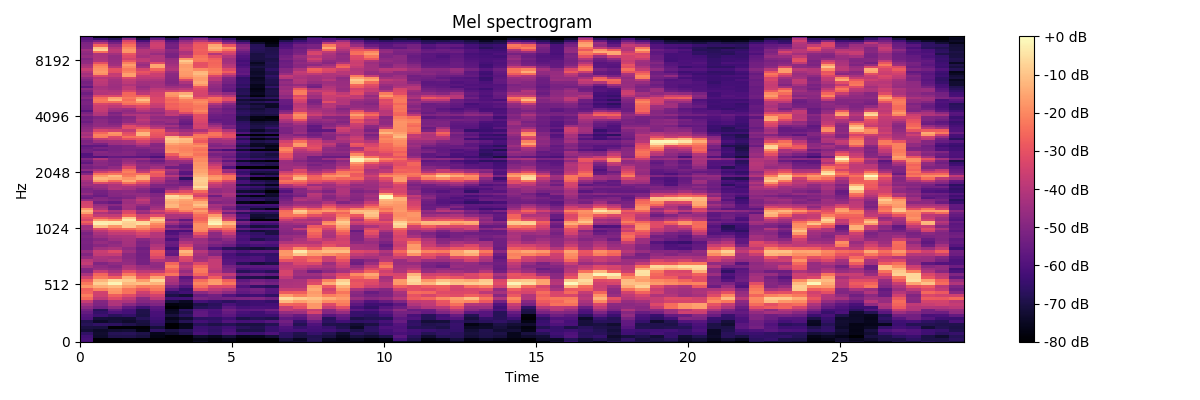 Mel spectrogram
Hz
8192
4096
2048
1024
512
0
0 5 10 15 20 25
Time
+0 dB
-10 dB
-20 dB
-30 dB
-40 dB
-50 dB
-60 dB
-70 dB
-80 dB